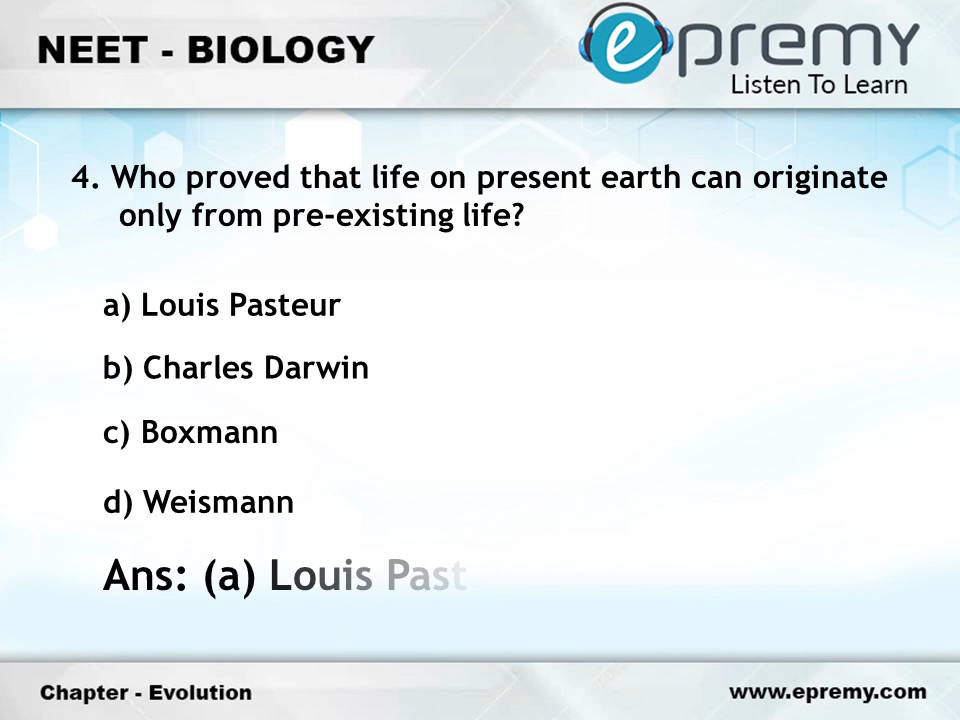 NEET - BIOLOGY
epremy
Listen To Learn
4. Who proved that life on present earth can originate
only from pre-existing life?
a) Louis Pasteur
b) Charles Darwin
c) Boxmann
d) Weismann
Ans: (a) Louis Past
Chapter - Evolution
www.epremy.com